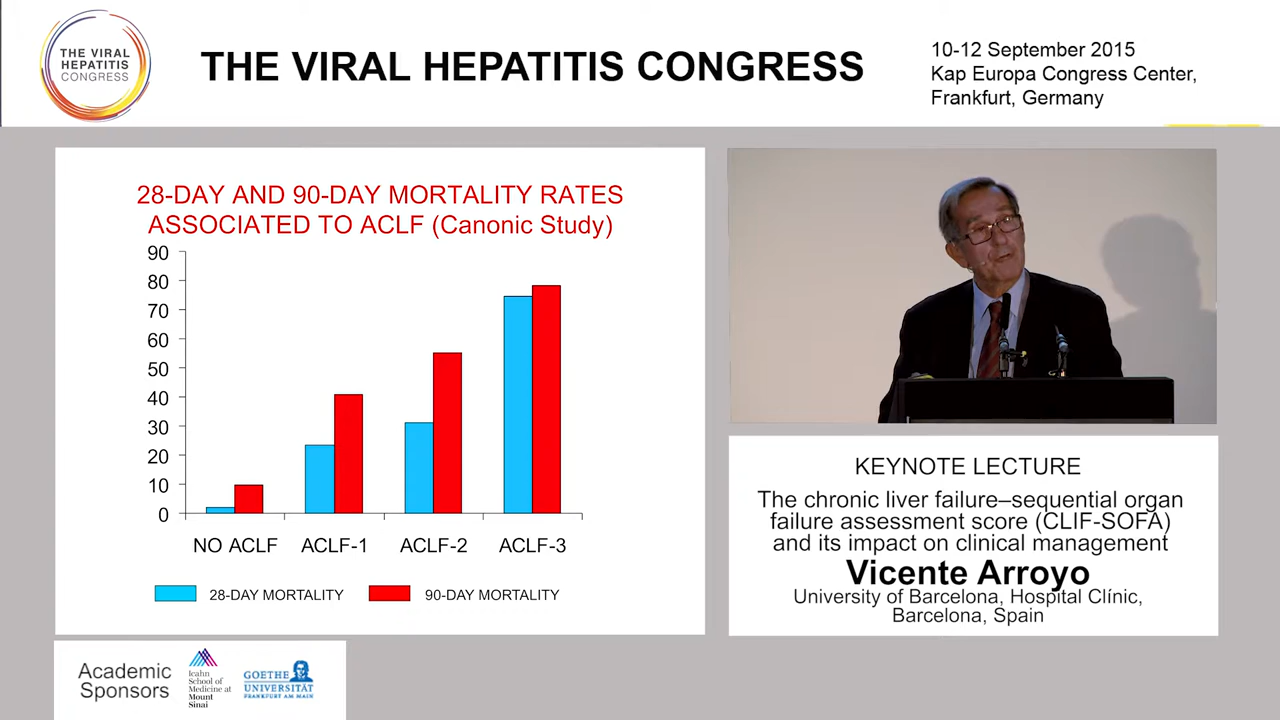 THE VIRAL
HEPATITIS
CONGRESS
THE VIRAL HEPATITIS CONGRESS
10-12 September 2015
Kap Europa Congress Center,
Frankfurt, Germany
28-DAY AND 90-DAY MORTALITY RATES
ASSOCIATED TO ACLF (Canonic Study)
90
80
70
60
50
40
30
20
10
0
NO ACLF ACLF-1 ACLF-2 ACLF-3
28-DAY MORTALITY 90-DAY MORTALITY
KEYNOTE LECTURE
The chronic liver failure–sequential organ
failure assessment score (CLIF-SOFA)
and its impact on clinical management
Vicente Arroyo
University of Barcelona, Hospital Clínic,
Barcelona, Spain
Academic
Sponsors
Icahn
School of
Medicine at
Mount
Sinai
GOETHE
UNIVERSITÄT
FRANKFURT AM MAIN